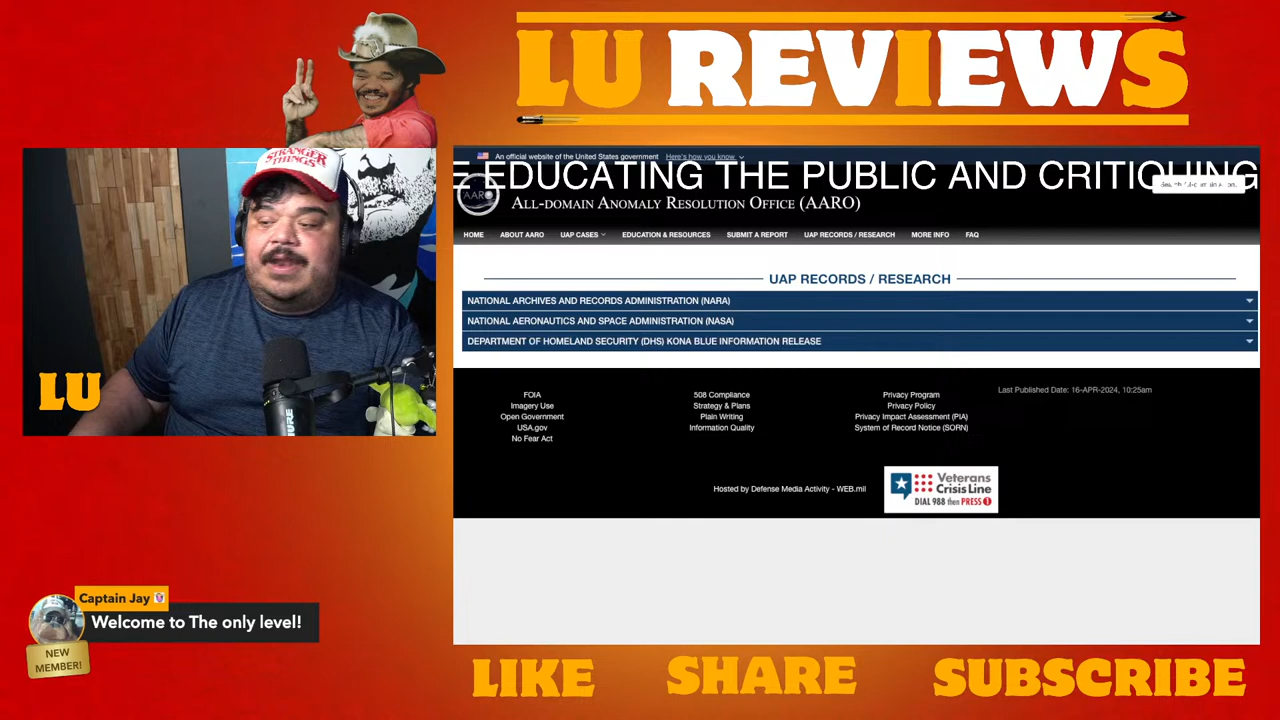 LU REVIEWS
STRANGER
THINGS
LU
An official website of the United States government Here's how you know
E EDUCATING THE PUBLIC AND CRITIQUING
AARO
ALL-DOMAIN ANOMALY RESOLUTION OFFICE (AARO)
HOME ABOUT AARO UAP CASES EDUCATION & RESOURCES SUBMIT A REPORT UAP RECORDS / RESEARCH MORE INFO FAQ
UAP RECORDS / RESEARCH
NATIONAL ARCHIVES AND RECORDS ADMINISTRATION (NARA)
NATIONAL AERONAUTICS AND SPACE ADMINISTRATION (NASA)
DEPARTMENT OF HOMELAND SECURITY (DHS) KONA BLUE INFORMATION RELEASE
FOIA
Imagery Use
Open Government
USA.gov
No Fear Act
508 Compliance
Strategy & Plans
Plain Writing
Information Quality
Privacy Program
Privacy Policy
Privacy Impact Assessment (PIA)
System of Record Notice (SORN)
Last Published Date: 16-APR-2024, 10:25am
Hosted by Defense Media Activity - WEB.mil
Veterans
Crisis Line
DIAL 988 then PRESS 1
SHURE
Captain Jay
Welcome to The only level!
NEW
MEMBER!
LIKE SHARE SUBSCRIBE